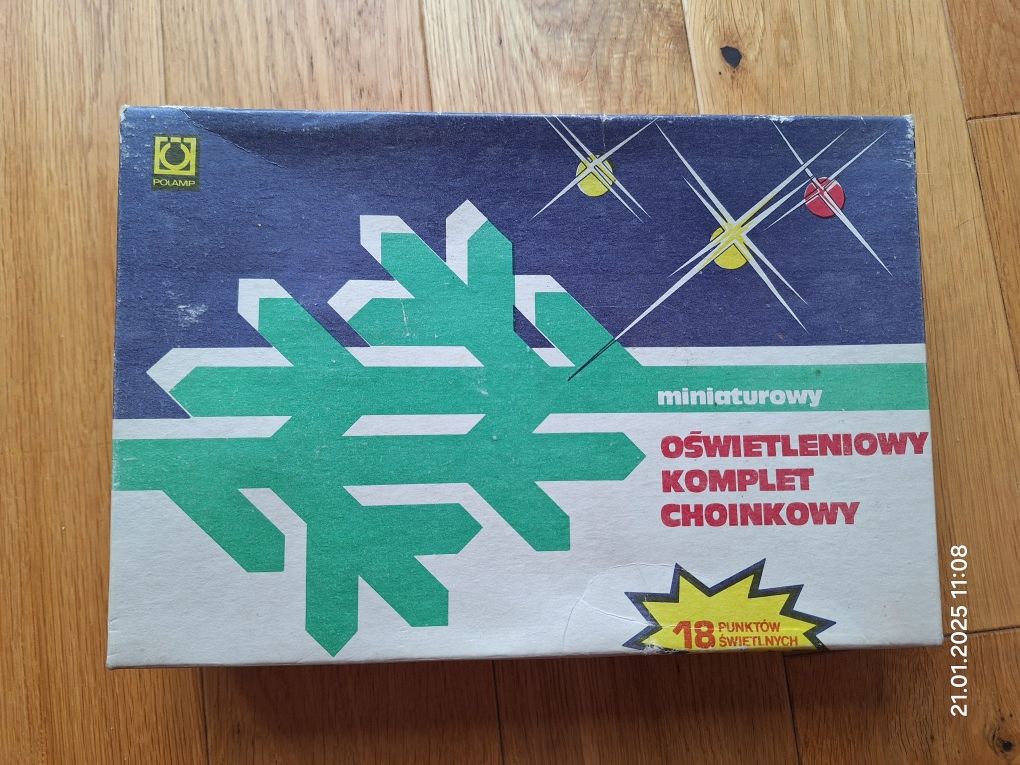 POLAMP
miniaturowy
OŚWIETLENIOWY
KOMPLET
CHOINKOWY
18 PUNKTÓW
ŚWIETLNYCH
21.01.2025 11:08